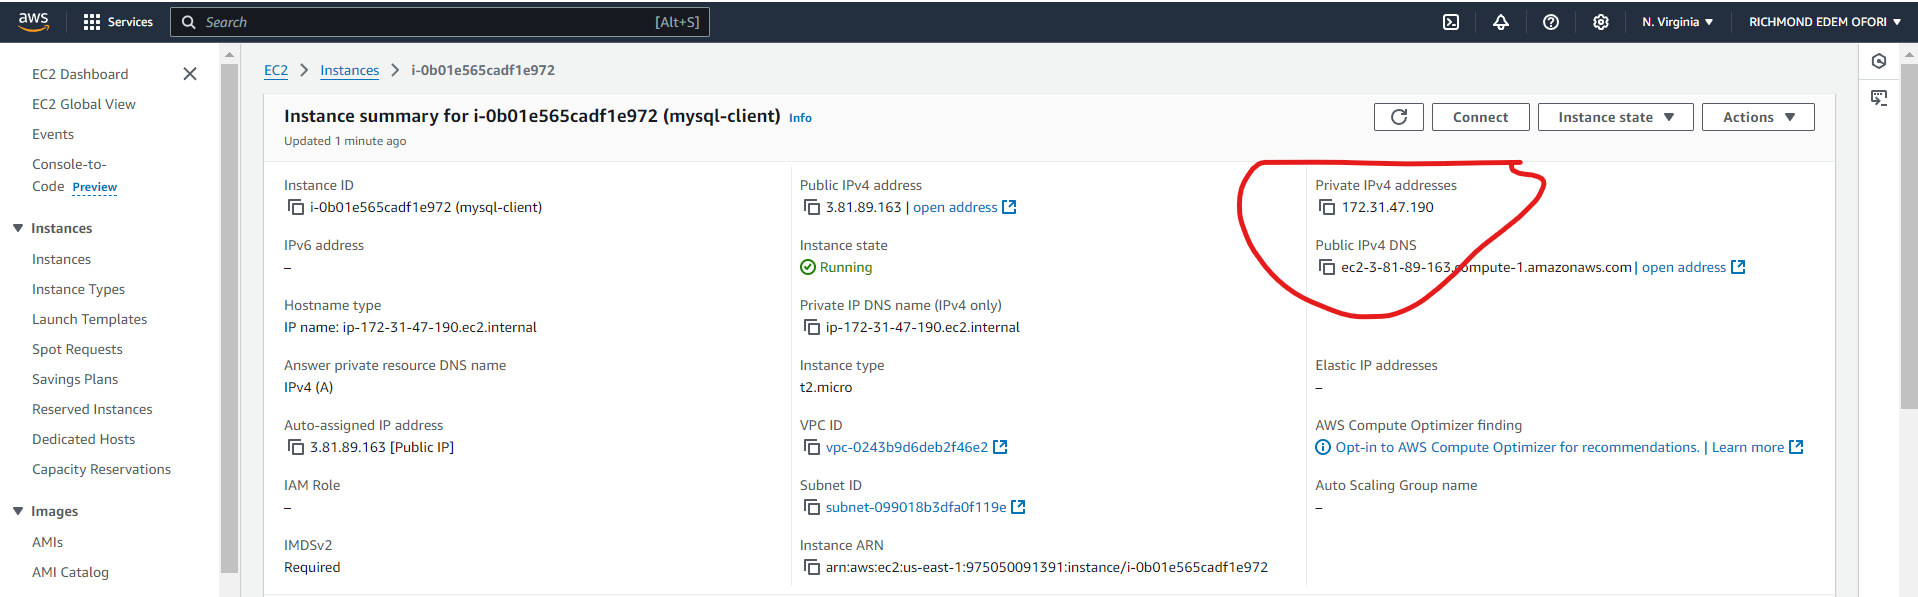 aws
Services
Search
[Alt+S]
N. Virginia
RICHMOND EDEM OFORI
EC2 Dashboard
EC2 Global View
Events
Console-to-
Code Preview
Instances
Instances
Instance Types
Launch Templates
Spot Requests
Savings Plans
Reserved Instances
Dedicated Hosts
Capacity Reservations
Images
AMIs
AMI Catalog
EC2 > Instances > i-0b01e565cadf1e972
Instance summary for i-0b01e565cadf1e972 (mysql-client) Info
Updated 1 minute ago
Connect
Instance state
Actions
Instance ID
i-0b01e565cadf1e972 (mysql-client)
Public IPv4 address
3.81.89.163 | open address
Private IPv4 addresses
172.31.47.190
IPv6 address
–
Instance state
Running
Public IPv4 DNS
ec2-3-81-89-163.compute-1.amazonaws.com | open address
Hostname type
IP name: ip-172-31-47-190.ec2.internal
Private IP DNS name (IPv4 only)
ip-172-31-47-190.ec2.internal
Answer private resource DNS name
IPv4 (A)
Instance type
t2.micro
Elastic IP addresses
–
Auto-assigned IP address
3.81.89.163 [Public IP]
VPC ID
vpc-0243b9d6deb2f46e2
AWS Compute Optimizer finding
Opt-in to AWS Compute Optimizer for recommendations. | Learn more
IAM Role
–
Subnet ID
subnet-099018b3dfa0f119e
Auto Scaling Group name
–
IMDSv2
Required
Instance ARN
arn:aws:ec2:us-east-1:975050091391:instance/i-0b01e565cadf1e972